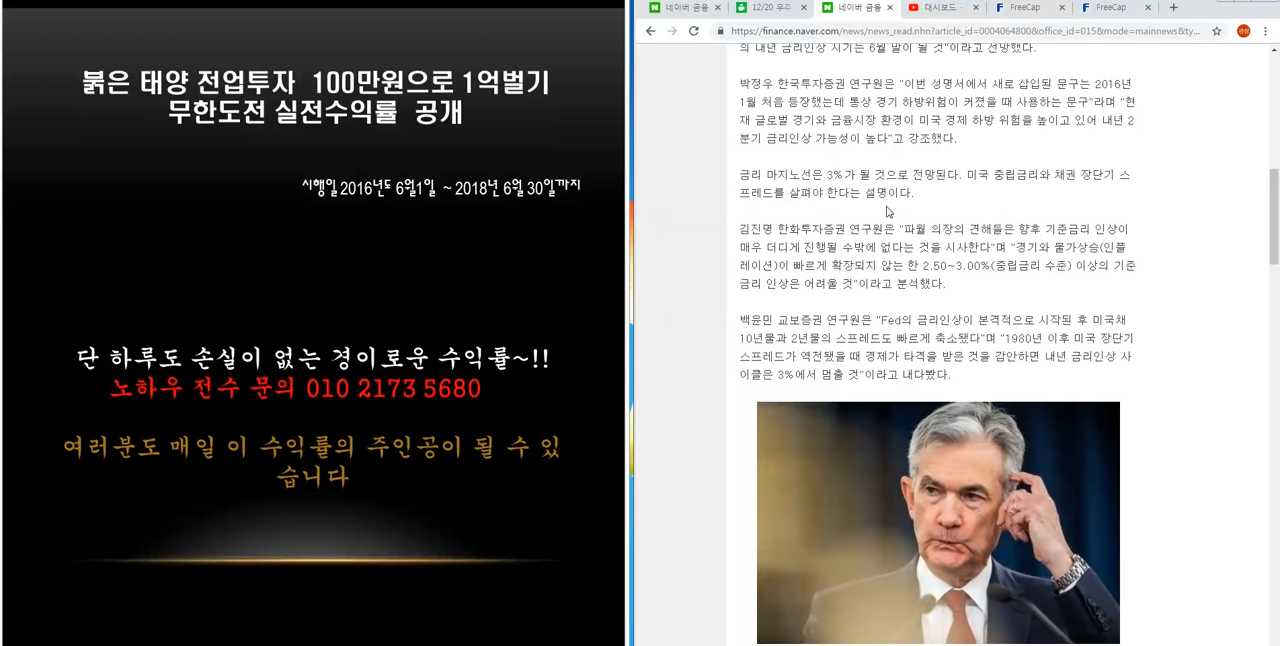 붉은 태양 전업투자 100만원으로 1억벌기
무한도전 실전수익률 공개
시행일 2016년도 6월1일 ~ 2018년 6월 30일까지
단 하루도 손실이 없는 경이로운 수익률~!!
노하우 전수 문의 010 2173 5680
여러분도 매일 이 수익률의 주인공이 될 수 있
습니다
네이버 금융
12/20 우주
네이버 금융
대시보드 -
FreeCap
FreeCap
https://finance.naver.com/news/news_read.nhn?article_id=0004064800&office_id=015&mode=mainnews&ty...
의 내년 금리인상 시기는 6월 말이 될 것"이라고 전망했다.
박정우 한국투자증권 연구원은 "이번 성명서에서 새로 삽입된 문구는 2016년
1월 처음 등장했는데 통상 경기 하방위험이 커졌을 때 사용하는 문구"라며 "현
재 글로벌 경기와 금융시장 환경이 미국 경제 하방 위험을 높이고 있어 내년 2
분기 금리인상 가능성이 높다"고 강조했다.
금리 마지노선은 3%가 될 것으로 전망된다. 미국 중립금리와 채권 장단기 스
프레드를 살펴야 한다는 설명이다.
김진명 한화투자증권 연구원은 "파월 의장의 견해들은 향후 기준금리 인상이
매우 더디게 진행될 수밖에 없다는 것을 시사한다"며 "경기와 물가상승(인플
레이션)이 빠르게 확장되지 않는 한 2.50~3.00%(중립금리 수준) 이상의 기준
금리 인상은 어려울 것"이라고 분석했다.
백윤민 교보증권 연구원은 "Fed의 금리인상이 본격적으로 시작된 후 미국채
10년물과 2년물의 스프레드도 빠르게 축소됐다"며 "1980년 이후 미국 장단기
스프레드가 역전됐을 때 경제가 타격을 받은 것을 감안하면 내년 금리인상 사
이클은 3%에서 멈출 것"이라고 내다봤다.